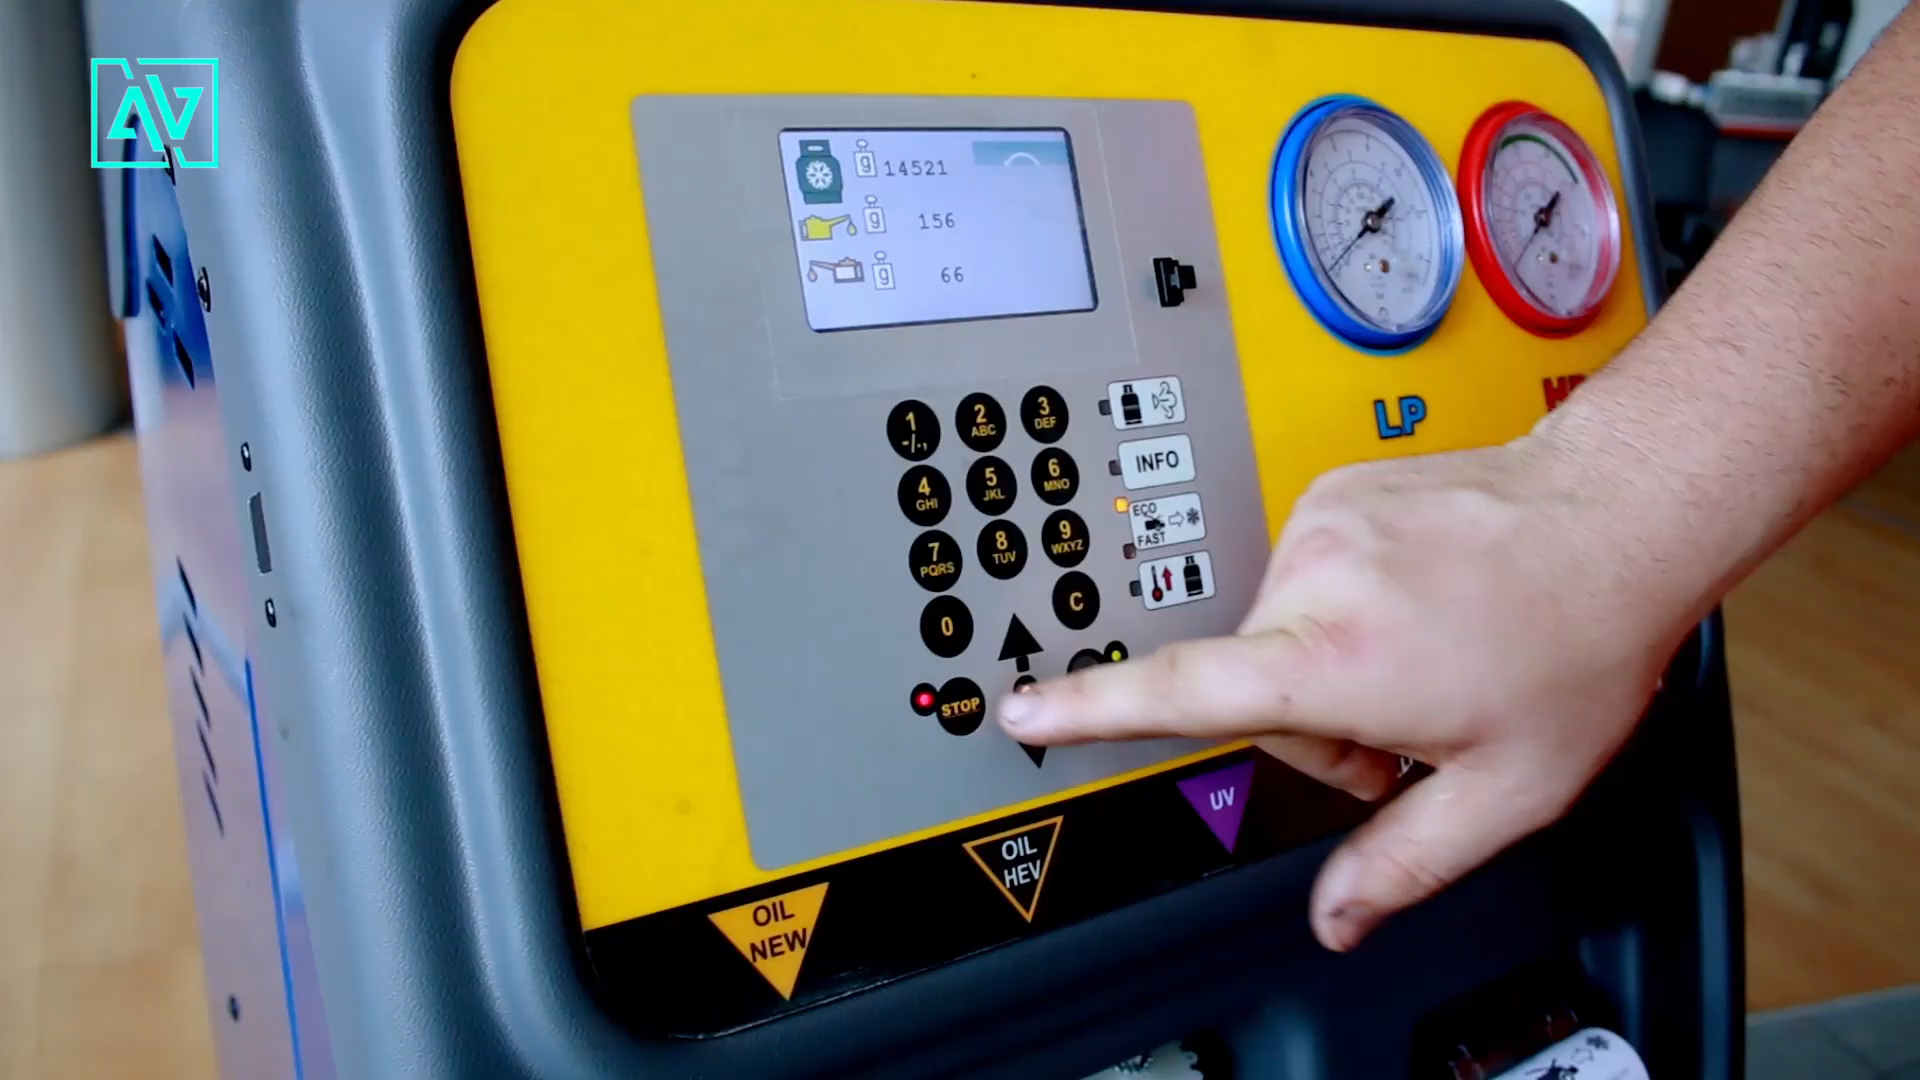 AV
g 14521
g 156
g 66
1
-/.,
2
ABC
3
DEF
4
GHI
5
JKL
6
MNO
INFO
7
PQRS
8
TUV
9
WXYZ
ECO
FAST
0
C
STOP
LP
OIL
NEW
OIL
HEV
UV